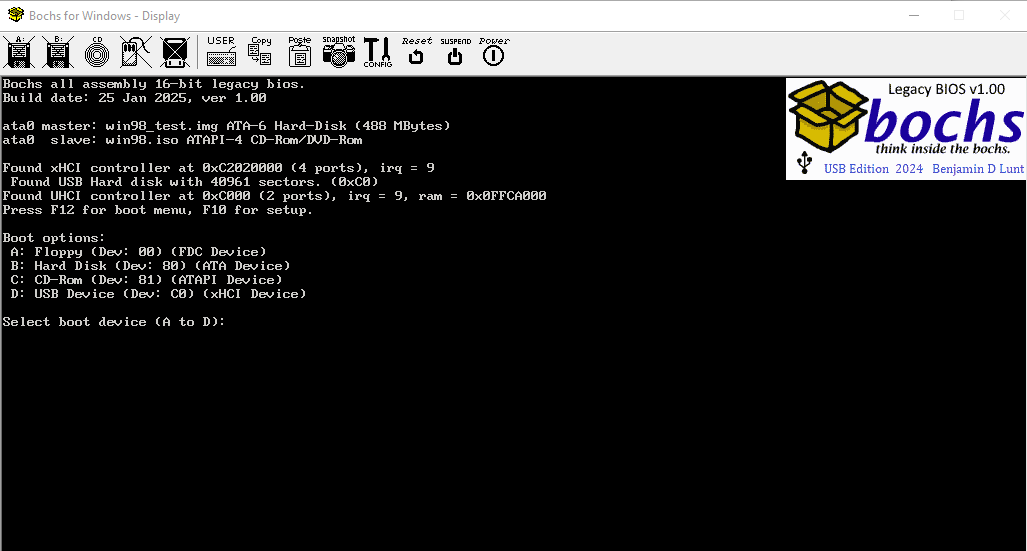 Bochs for Windows - Display
A: B: CD USER Copy Paste snapshot CONFIG Reset SUSPEND Power
Bochs all assembly 16-bit legacy bios.
Build date: 25 Jan 2025, ver 1.00
ata0 master: win98_test.img ATA-6 Hard-Disk (488 MBytes)
ata0  slave: win98.iso ATAPI-4 CD-Rom/DVD-Rom
Found xHCI controller at 0xC2020000 (4 ports), irq = 9
Found USB Hard disk with 40961 sectors. (0xC0)
Found UHCI controller at 0xC000 (2 ports), irq = 9, ram = 0x0FFCA000
Press F12 for boot menu, F10 for setup.
Boot options:
A: Floppy (Dev: 00) (FDC Device)
B: Hard Disk (Dev: 80) (ATA Device)
C: CD-Rom (Dev: 81) (ATAPI Device)
D: USB Device (Dev: C0) (xHCI Device)
Select boot device (A to D):
Legacy BIOS v1.00
bochs
think inside the bochs.
USB Edition 2024 Benjamin D Lunt